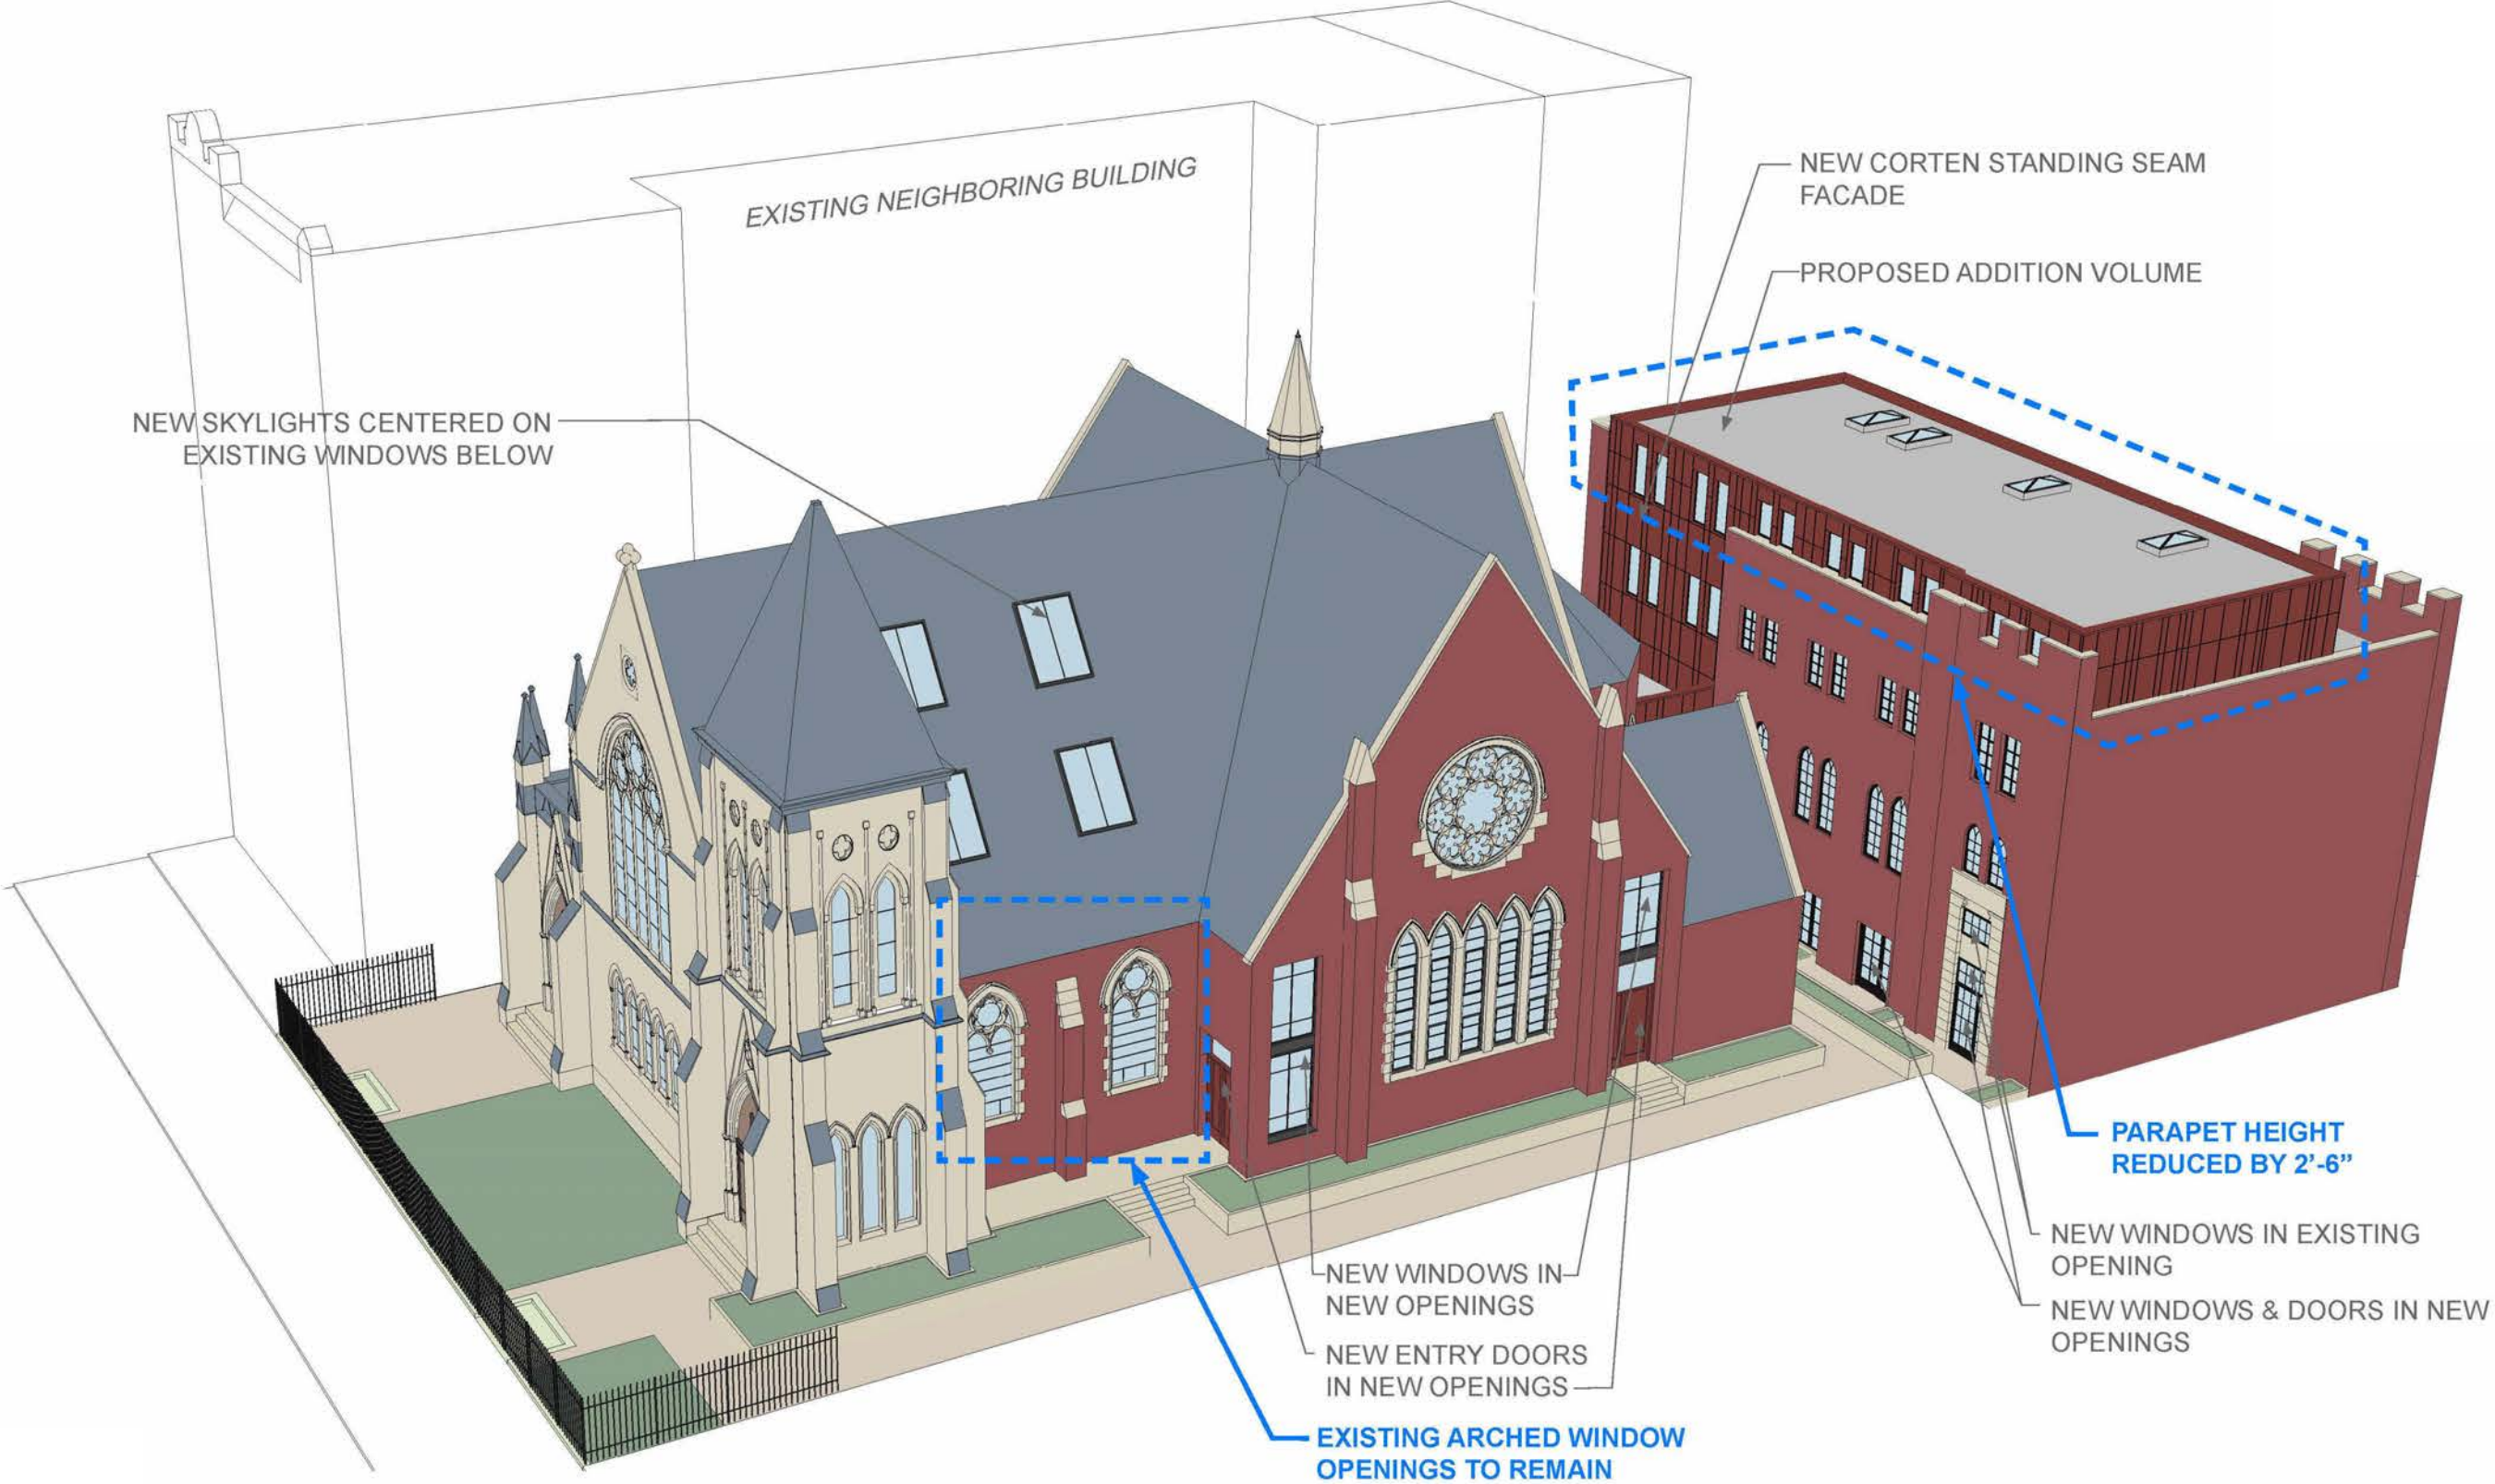 EXISTING NEIGHBORING BUILDING
NEW CORTEN STANDING SEAM
FACADE
PROPOSED ADDITION VOLUME
NEW SKYLIGHTS CENTERED ON
EXISTING WINDOWS BELOW
PARAPET HEIGHT
REDUCED BY 2'-6”
NEW WINDOWS IN EXISTING
OPENING
NEW WINDOWS & DOORS IN NEW
OPENINGS
NEW WINDOWS IN
NEW OPENINGS
NEW ENTRY DOORS
IN NEW OPENINGS
EXISTING ARCHED WINDOW
OPENINGS TO REMAIN